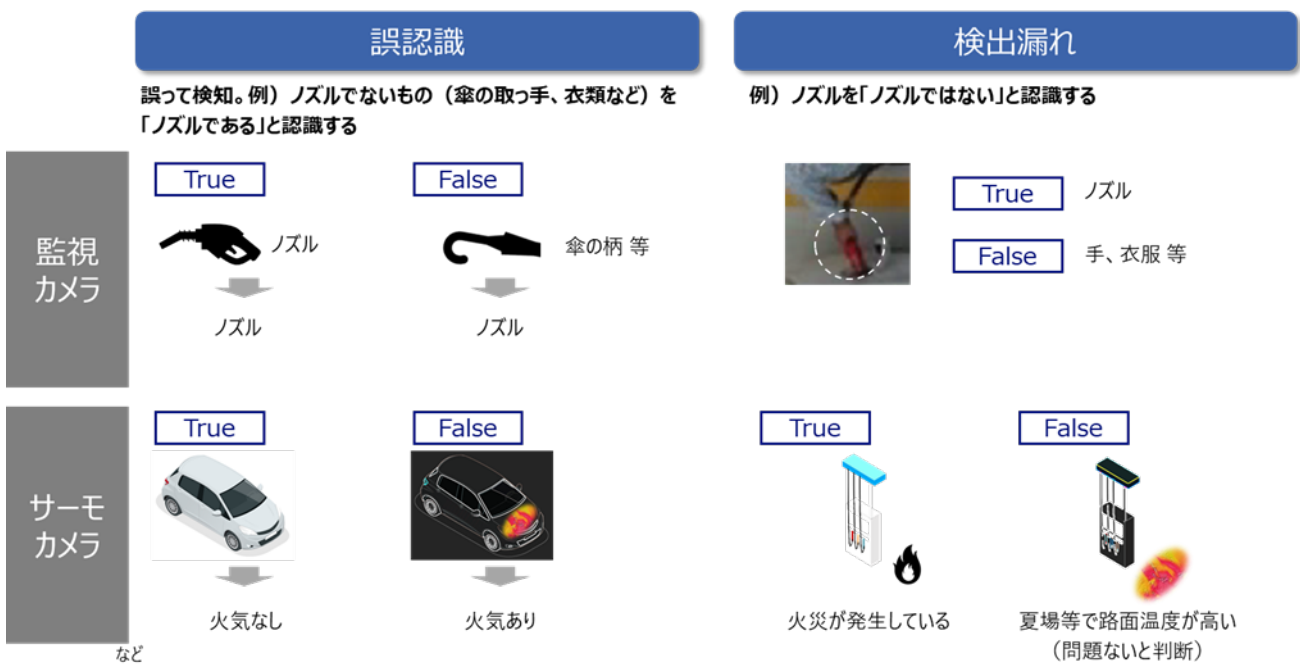 誤認識
検出漏れ
誤って検知。例）ノズルでないもの（傘の取っ手、衣類など）を
「ノズルである」と認識する
例）ノズルを「ノズルではない」と認識する
監視
カメラ
True
ノズル
ノズル
False
傘の柄 等
ノズル
True
ノズル
False
手、衣服 等
サーモ
カメラ
True
火気なし
False
火気あり
True
火災が発生している
False
夏場等で路面温度が高い
（問題ないと判断）
など